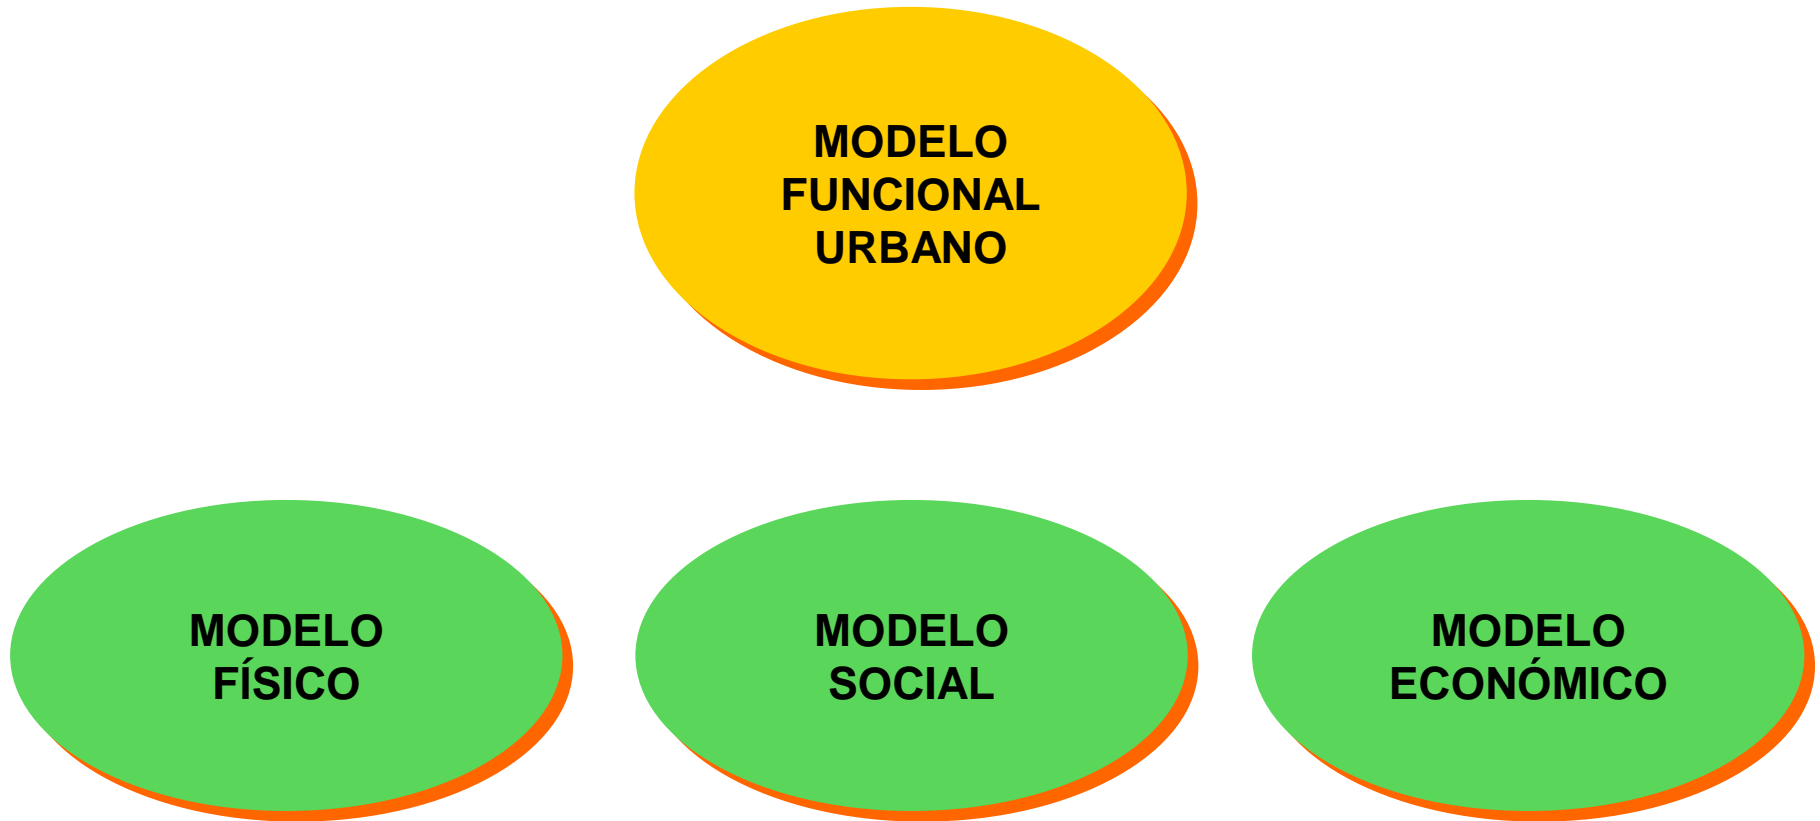 MODELO
FUNCIONAL
URBANO
MODELO
FÍSICO
MODELO
SOCIAL
MODELO
ECONÓMICO